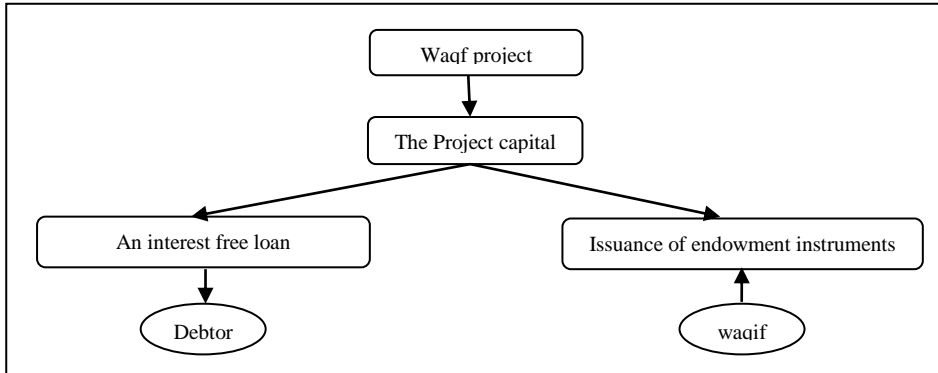 Waqf project
The Project capital
An interest free loan
Issuance of endowment instruments
Debtor
waqif